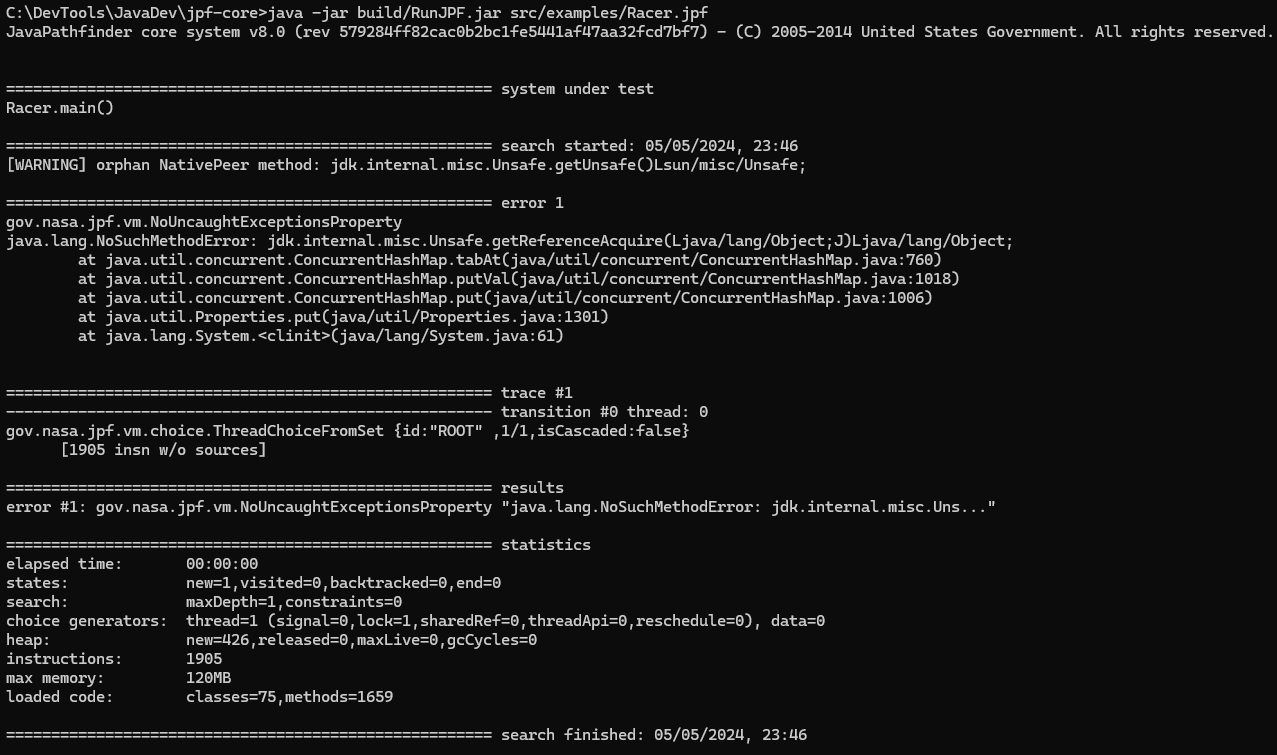 C:\DevTools\JavaDev\jpf-core>java -jar build/RunJPF.jar src/examples/Racer.jpf
JavaPathfinder core system v8.0 (rev 579284ff82cac0b2bc1fe5441af47aa32fcd7bf7) - (C) 2005-2014 United States Government. All rights reserved.
====================================================== system under test
Racer.main()
====================================================== search started: 05/05/2024, 23:46
[WARNING] orphan NativePeer method: jdk.internal.misc.Unsafe.getUnsafe()Lsun/misc/Unsafe;
====================================================== error 1
gov.nasa.jpf.vm.NoUncaughtExceptionsProperty
java.lang.NoSuchMethodError: jdk.internal.misc.Unsafe.getReferenceAcquire(Ljava/lang/Object;J)Ljava/lang/Object;
        at java.util.concurrent.ConcurrentHashMap.tabAt(java/util/concurrent/ConcurrentHashMap.java:760)
        at java.util.concurrent.ConcurrentHashMap.putVal(java/util/concurrent/ConcurrentHashMap.java:1018)
        at java.util.concurrent.ConcurrentHashMap.put(java/util/concurrent/ConcurrentHashMap.java:1006)
        at java.util.Properties.put(java/util/Properties.java:1301)
        at java.lang.System.<clinit>(java/lang/System.java:61)
====================================================== trace #1
------------------------------------------------------ transition #0 thread: 0
gov.nasa.jpf.vm.choice.ThreadChoiceFromSet {id:"ROOT" ,1/1,isCascaded:false}
      [1905 insn w/o sources]
====================================================== results
error #1: gov.nasa.jpf.vm.NoUncaughtExceptionsProperty "java.lang.NoSuchMethodError: jdk.internal.misc.Uns..."
====================================================== statistics
elapsed time:       00:00:00
states:             new=1,visited=0,backtracked=0,end=0
search:             maxDepth=1,constraints=0
choice generators:  thread=1 (signal=0,lock=1,sharedRef=0,threadApi=0,reschedule=0), data=0
heap:               new=426,released=0,maxLive=0,gcCycles=0
instructions:       1905
max memory:         120MB
loaded code:        classes=75,methods=1659
====================================================== search finished: 05/05/2024, 23:46